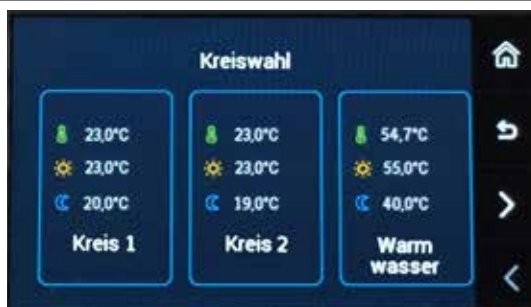 Kreiswahl
23,0°C
23,0°C
20,0°C
Kreis 1
23,0°C
23,0°C
19,0°C
Kreis 2
54,7°C
55,0°C
40,0°C
Warm
wasser